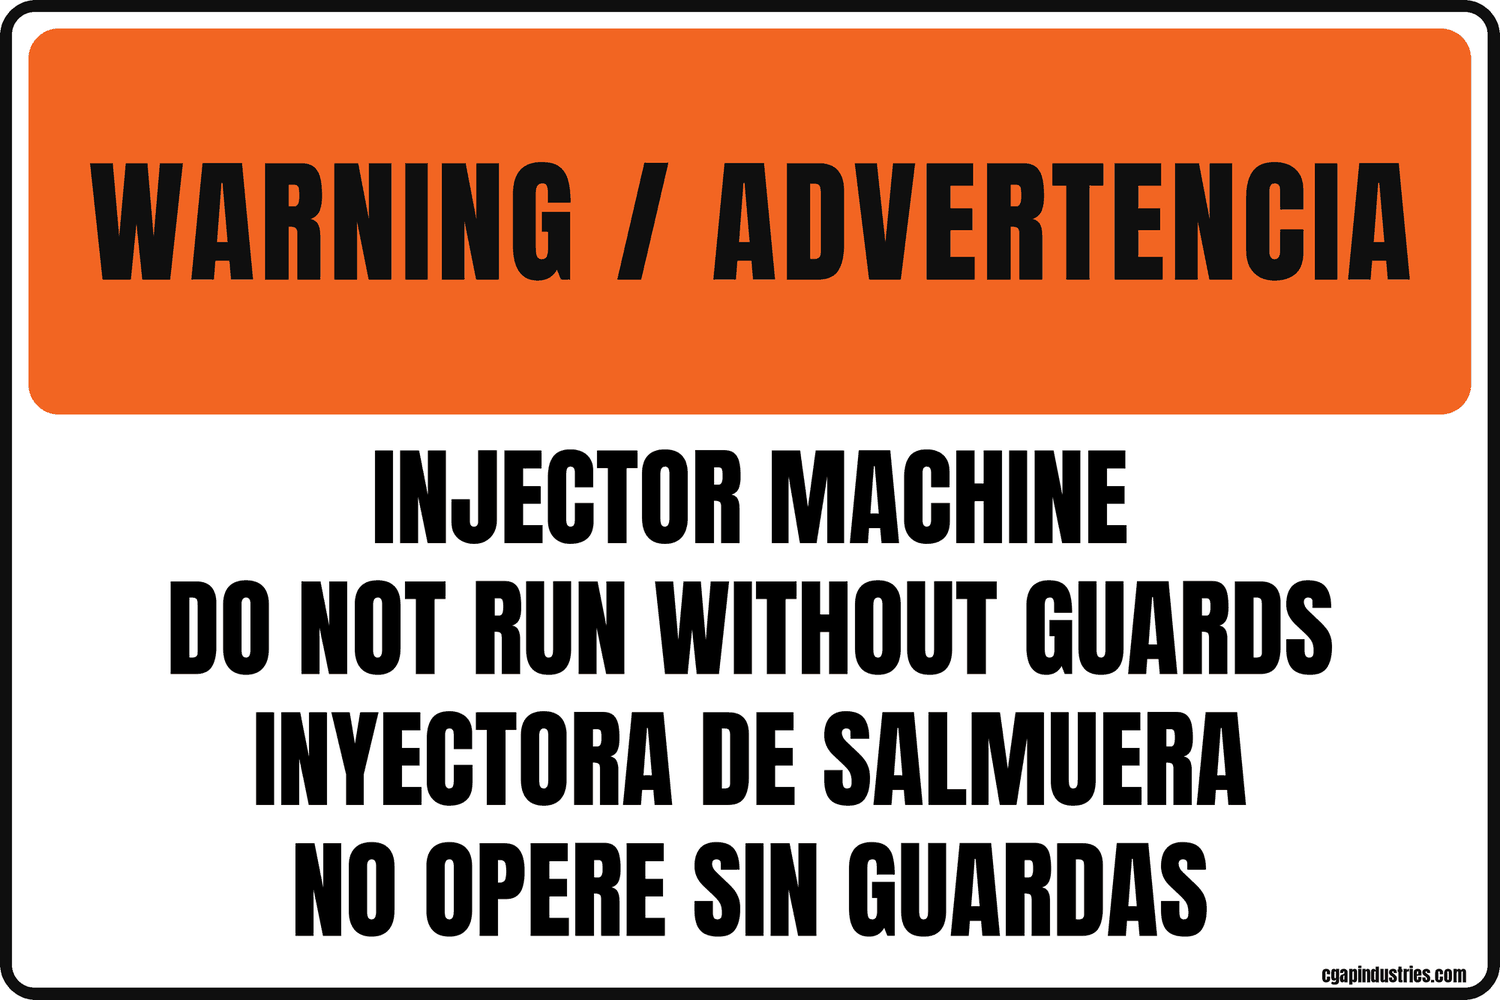 WARNING / ADVERTENCIA
INJECTOR MACHINE
DO NOT RUN WITHOUT GUARDS
INYECTORA DE SALMUERA
NO OPERE SIN GUARDAS
cgapindustries.com